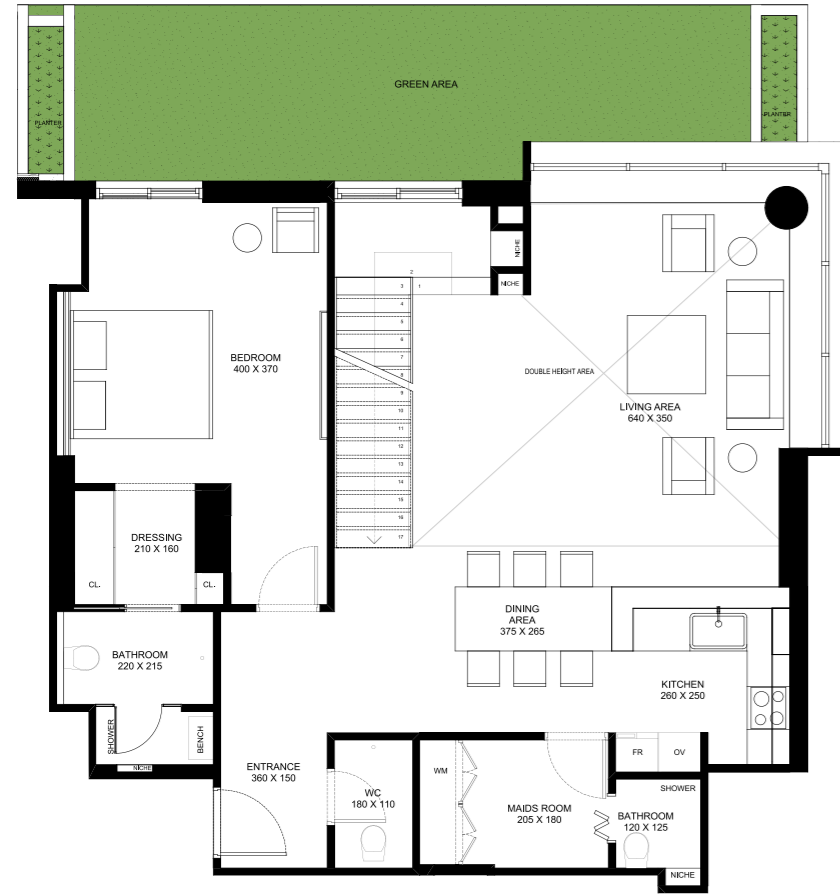 GREEN AREA
PLANTER
PLANTER
NICHE
NICHE
2
1
3
4
5
6
7
8
9
10
11
12
13
14
15
16
17
BEDROOM
400 X 370
DOUBLE HEIGHT AREA
LIVING AREA
640 X 350
DRESSING
210 X 160
CL.
CL.
DINING
AREA
375 X 265
BATHROOM
220 X 215
KITCHEN
260 X 250
SHOWER
BENCH
NICHE
ENTRANCE
360 X 150
WC
180 X 110
WM
FR
OV
MAIDS ROOM
205 X 180
SHOWER
BATHROOM
120 X 125
NICHE